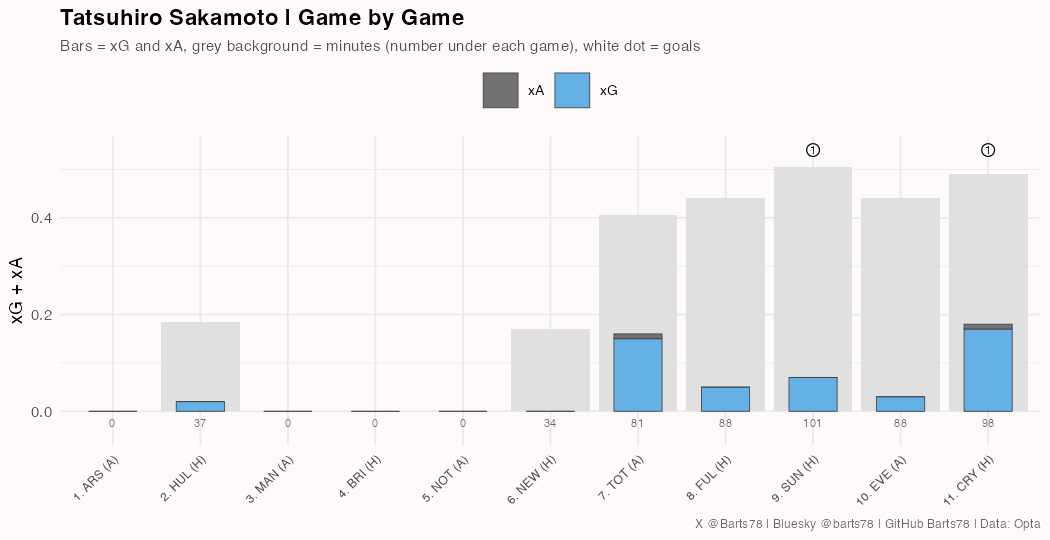 Tatsuhiro Sakamoto | Game by Game
Bars = xG and xA, grey background = minutes (number under each game), white dot = goals
xA xG
xG + xA
0.4
0.2
0.0
1 1
0 37 0 0 0 34 81 88 101 88 98
1. ARS (A) 2. HUL (H) 3. MAN (A) 4. BRI (H) 5. NOT (A) 6. NEW (H) 7. TOT (A) 8. FUL (H) 9. SUN (H) 10. EVE (A) 11. CRY (H)
X @Barts78 | Bluesky @barts78 | GitHub Barts78 | Data: Opta